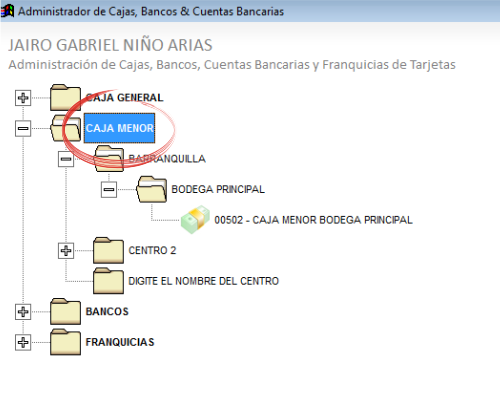 Administrador de Cajas, Bancos & Cuentas Bancarias
JAIRO GABRIEL NIÑO ARIAS
Administración de Cajas, Bancos, Cuentas Bancarias y Franquicias de Tarjetas
CAJA GENERAL
CAJA MENOR
BARRANQUILLA
BODEGA PRINCIPAL
00502 - CAJA MENOR BODEGA PRINCIPAL
CENTRO 2
DIGITE EL NOMBRE DEL CENTRO
BANCOS
FRANQUICIAS